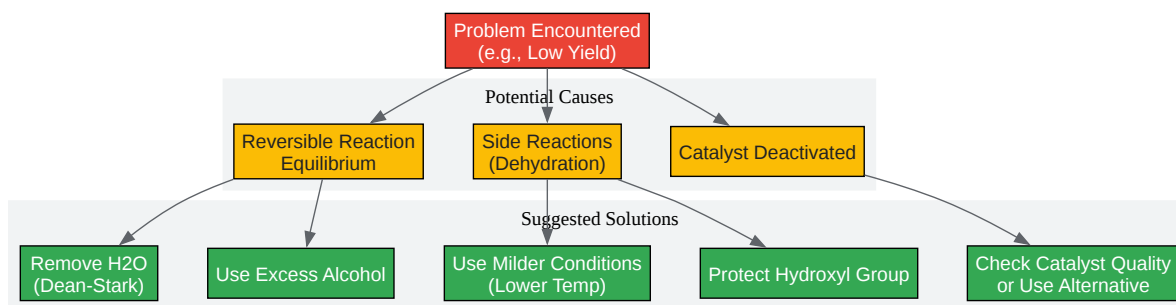 Problem Encountered
(e.g., Low Yield)
Potential Causes
Reversible Reaction
Equilibrium
Side Reactions
(Dehydration)
Catalyst Deactivated
Suggested Solutions
Remove H2O
(Dean-Stark)
Use Excess Alcohol
Use Milder Conditions
(Lower Temp)
Protect Hydroxyl Group
Check Catalyst Quality
or Use Alternative